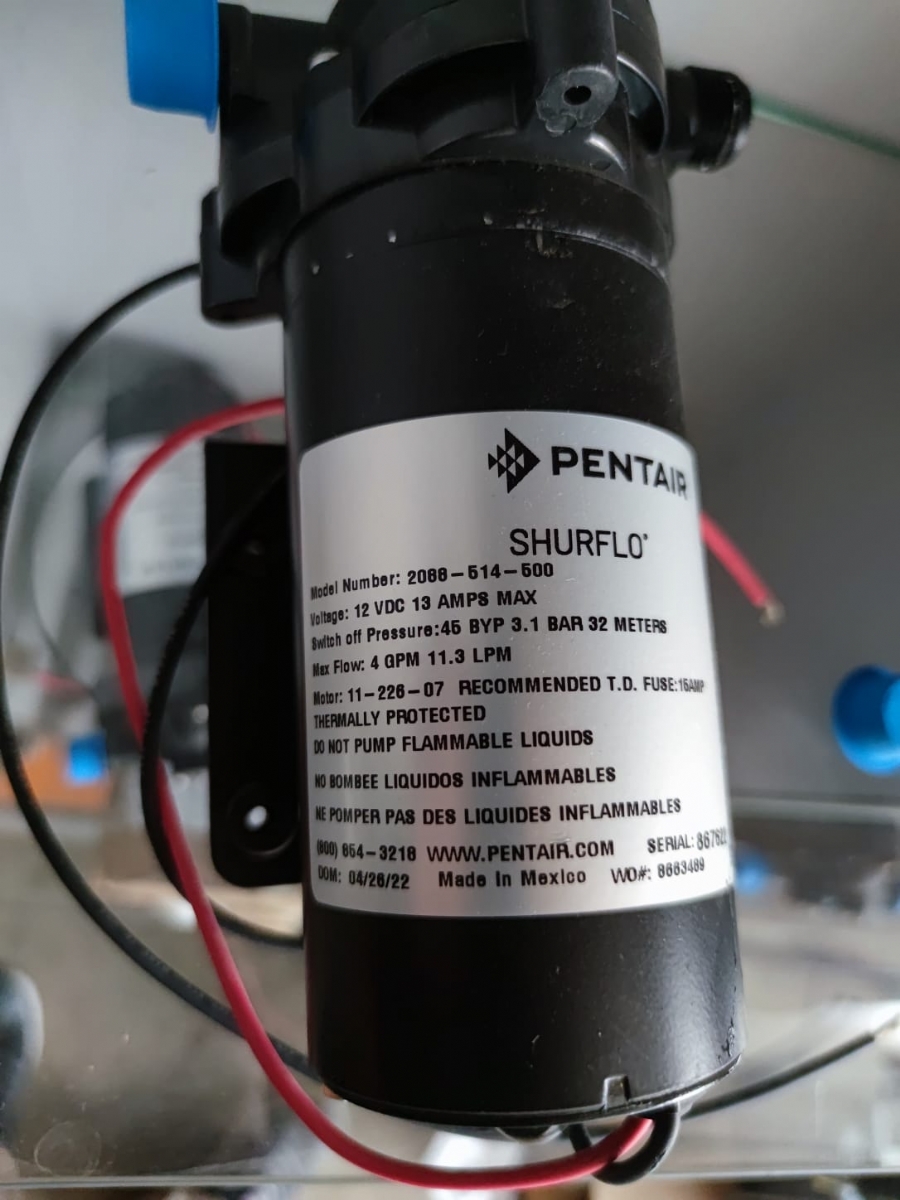 PENTAIR
SHURFLO
Model Number: 2088-514-500
Voltage: 12 VDC 13 AMPS MAX
Switch off Pressure:45 BYP 3.1 BAR 32 METERS
Max Flow: 4 GPM 11.3 LPM
Motor: 11-226-07 RECOMMENDED T.D. FUSE:15AMP
THERMALLY PROTECTED
DO NOT PUMP FLAMMABLE LIQUIDS
NO BOMBEE LIQUIDOS INFLAMMABLES
NE POMPER PAS DES LIQUIDES INFLAMMABLES
(800) 854-3218 WWW.PENTAIR.COM SERIAL:
DOM: 04/26/22 Made In Mexico WO#: 8663489